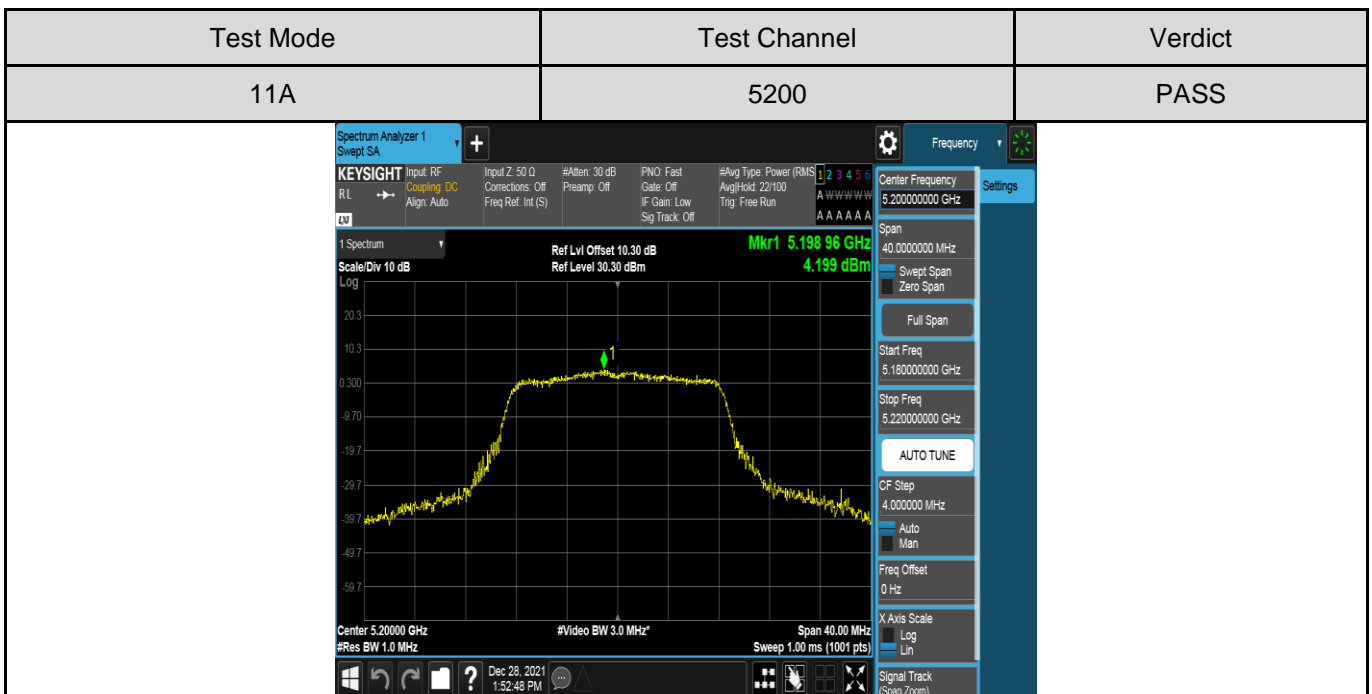 Test Mode Test Channel Verdict
11A 5200 PASS
Spectrum Analyzer 1
Swept SA
+
Frequency
KEYSIGHT Input: RF Input Z: 50 Ω #Atten: 30 dB PNO: Fast #Avg Type: Power (RMS 1 2 3 4 5 6
RL Coupling: DC Corrections: Off Preamp: Off Gate: Off Avg|Hold: 22/100 A W W W W W
Align: Auto Freq Ref: Int (S) IF Gain: Low Trig: Free Run
LXI Sig Track: Off A A A A A A
1 Spectrum
Scale/Div 10 dB
Log
Ref Lvl Offset 10.30 dB
Ref Level 30.30 dBm
Mkr1 5.198 96 GHz
4.199 dBm
20.3
10.3
1
0.300
-9.70
-19.7
-29.7
-39.7
-49.7
-59.7
Center 5.20000 GHz #Video BW 3.0 MHz* Span 40.00 MHz
#Res BW 1.0 MHz Sweep 1.00 ms (1001 pts)
? Dec 28, 2021
1:52:48 PM
Center Frequency
5.200000000 GHz
Settings
Span
40.0000000 MHz
Swept Span
Zero Span
Full Span
Start Freq
5.180000000 GHz
Stop Freq
5.220000000 GHz
AUTO TUNE
CF Step
4.000000 MHz
Auto
Man
Freq Offset
0 Hz
X Axis Scale
Log
Lin
Signal Track
(Span Zoom)